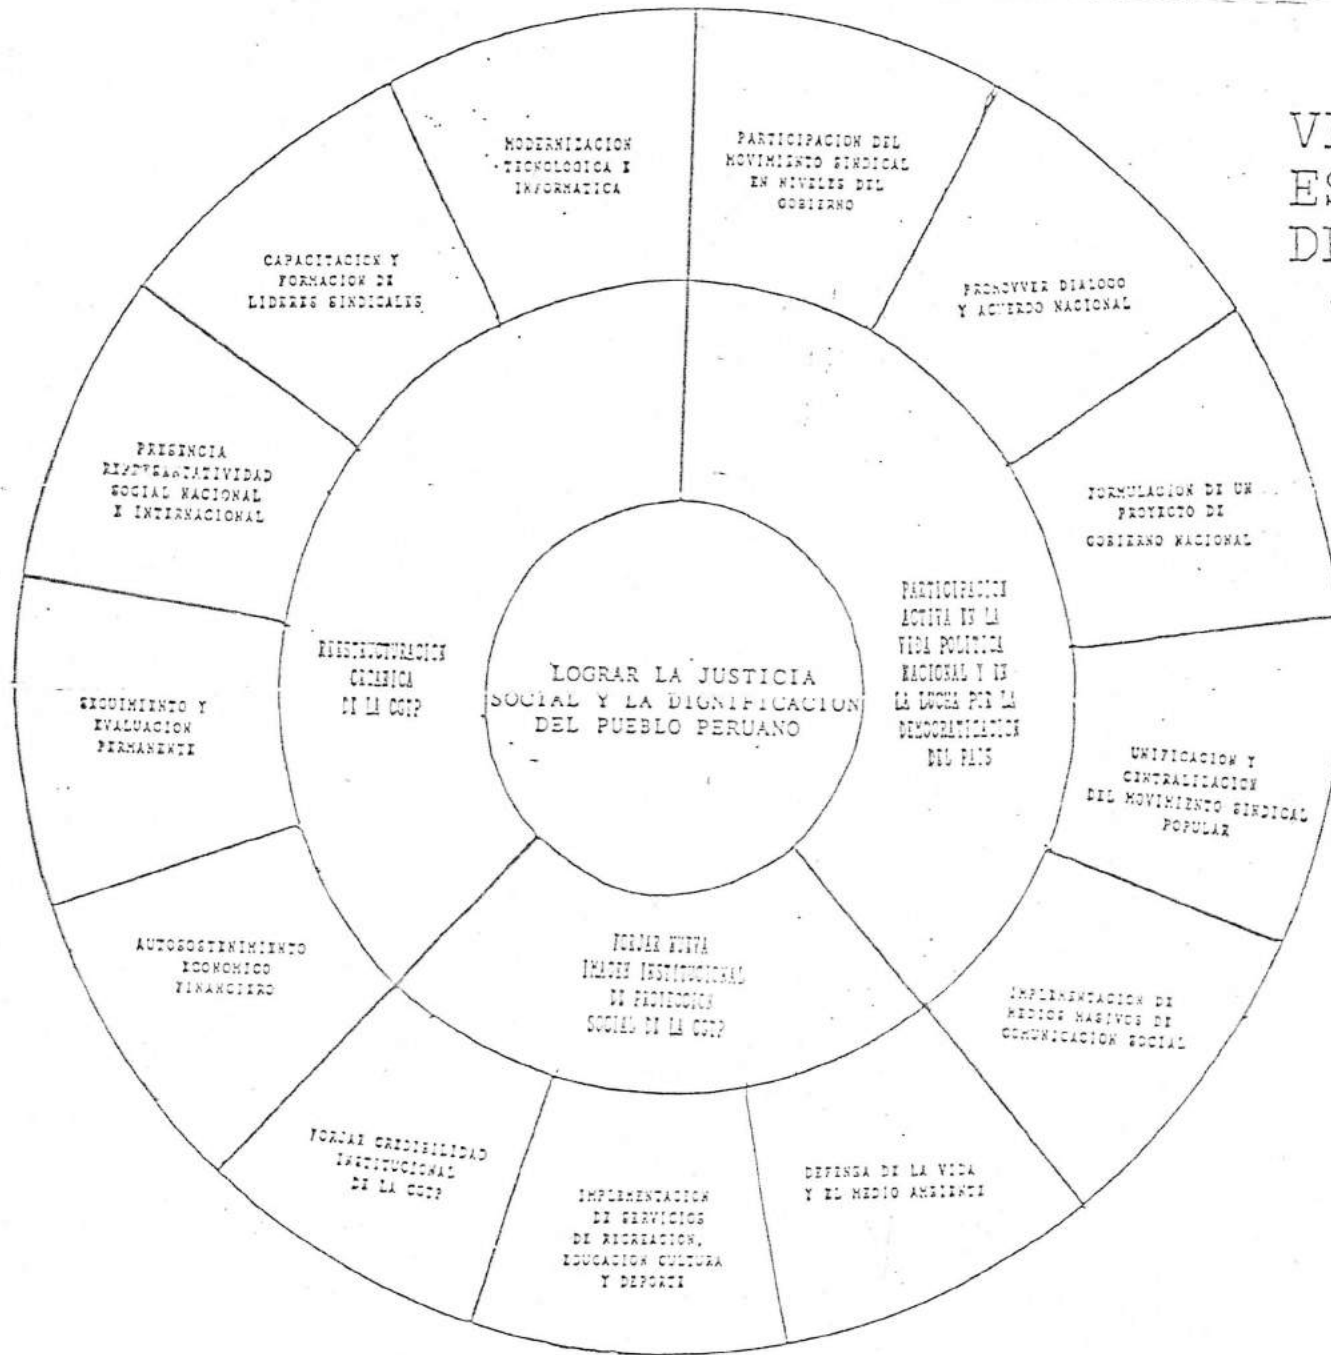 MODERNIZACION
TECNOLOGICA E
INFORMATICA
PARTICIPACION DEL
MOVIMIENTO SINDICAL
EN NIVELES DEL
GOBIERNO
CAPACITACION Y
FORMACION DE
LIDERES SINDICALES
PROMOVVER DIALOGO
Y ACUERDO NACIONAL
PRESENCIA
SOCIAL NACIONAL
E INTERNACIONAL
FORMULACION DE UN
PROYECTO DE
GOBIERNO NACIONAL
SEGUIMIENTO Y
EVALUACION
PERMANENTE
REESTRUCTURACION
ORGANICA
DE LA CGTP
LOGRAR LA JUSTICIA
SOCIAL Y LA DIGNIFICACION
DEL PUEBLO PERUANO
PARTICIPACION
ACTIVA EN LA
VIDA POLITICA
NACIONAL Y EN
LA LUCHA POR LA
DEMOCRATIZACION
DEL PAIS
UNIFICACION Y
CENTRALIZACION
DEL MOVIMIENTO SINDICAL
POPULAR
AUTOSOSTENIMIENTO
ECONOMICO
FINANCIERO
FORJAR NUEVA
IMAGEN INSTITUCIONAL
DE PROTECCION
SOCIAL DE LA CGTP
IMPLEMENTACION DE
MEDIOS MASIVOS DE
COMUNICACION SOCIAL
FORJAR CREDIBILIDAD
INSTITUCIONAL
DE LA CGTP
IMPLEMENTACION
DE SERVICIOS
DE RECREACION,
EDUCACION CULTURA
Y DEPORTE
DEFENSA DE LA VIDA
Y EL MEDIO AMBIENTE